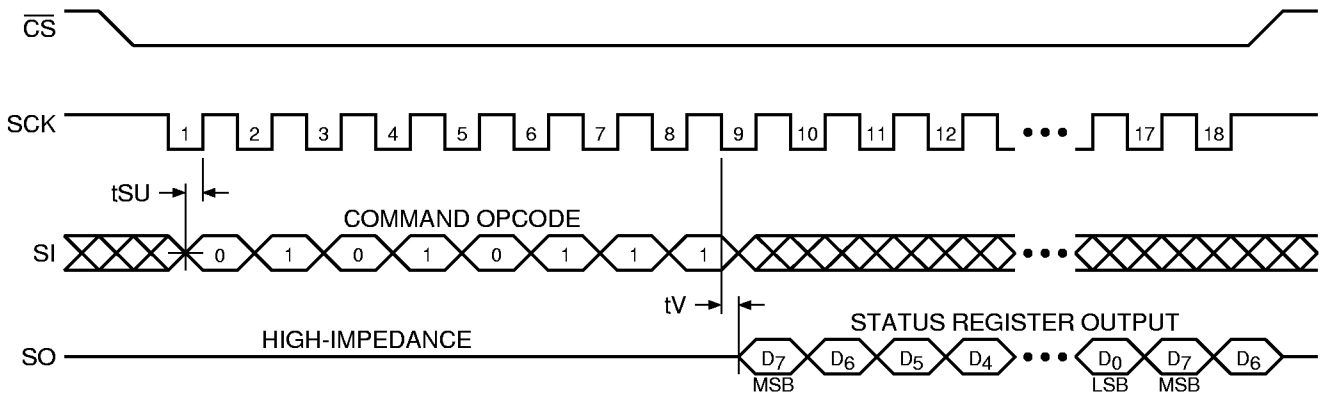 CS
SCK 1 2 3 4 5 6 7 8 9 10 11 12 17 18
tSU
COMMAND OPCODE
SI 0 1 0 1 0 1 1 1
tV
HIGH-IMPEDANCE
STATUS REGISTER OUTPUT
SO D7 D6 D5 D4 D0 D7 D6
MSB LSB MSB